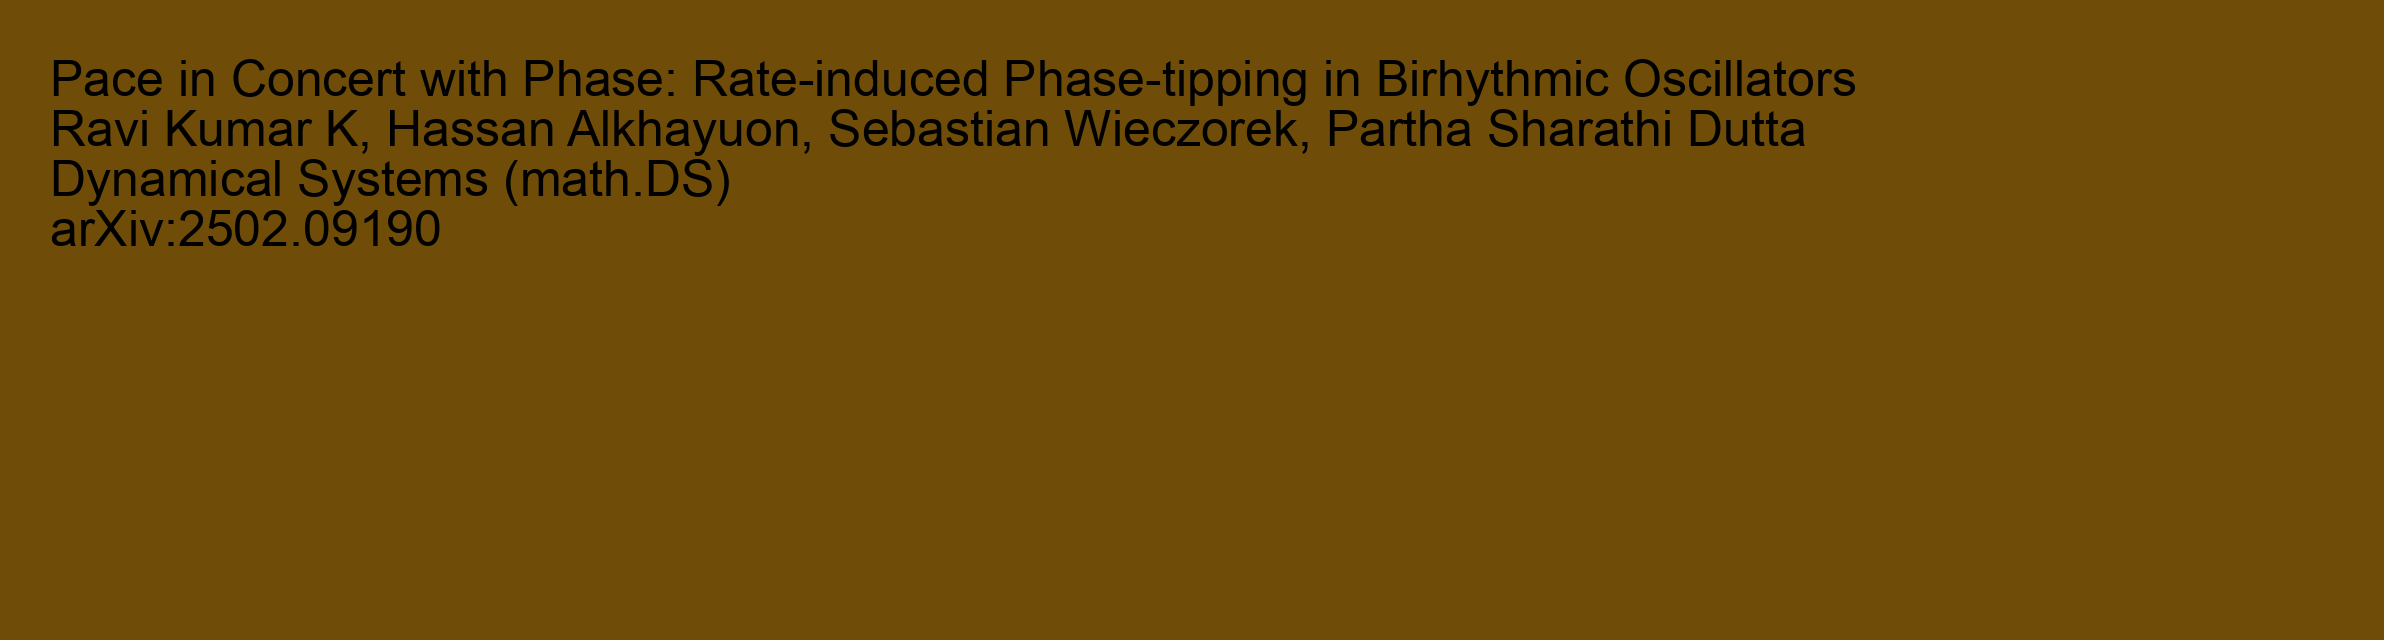 Pace in Concert with Phase: Rate-induced Phase-tipping in Birhythmic Oscillators
Ravi Kumar K, Hassan Alkhayuon, Sebastian Wieczorek, Partha Sharathi Dutta
Dynamical Systems (math.DS)
arXiv:2502.09190